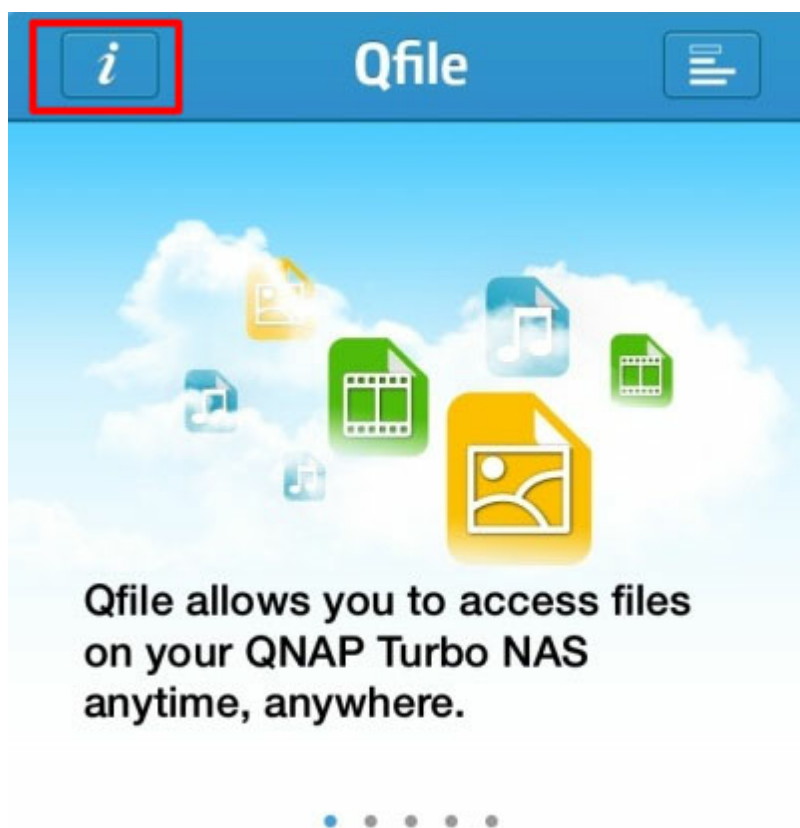 i
Qfile
Qfile allows you to access files
on your QNAP Turbo NAS
anytime, anywhere.